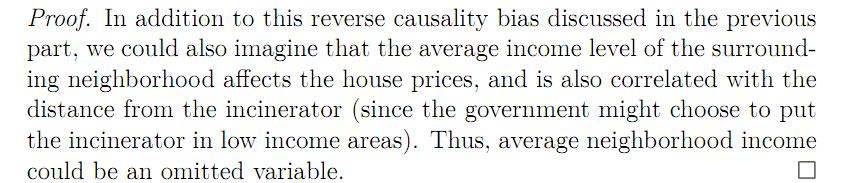 Proof. In addition to this reverse causality bias discussed in the previous
part, we could also imagine that the average income level of the surround-
ing neighborhood affects the house prices, and is also correlated with the
distance from the incinerator (since the government might choose to put
the incinerator in low income areas). Thus, average neighborhood income
could be an omitted variable. □